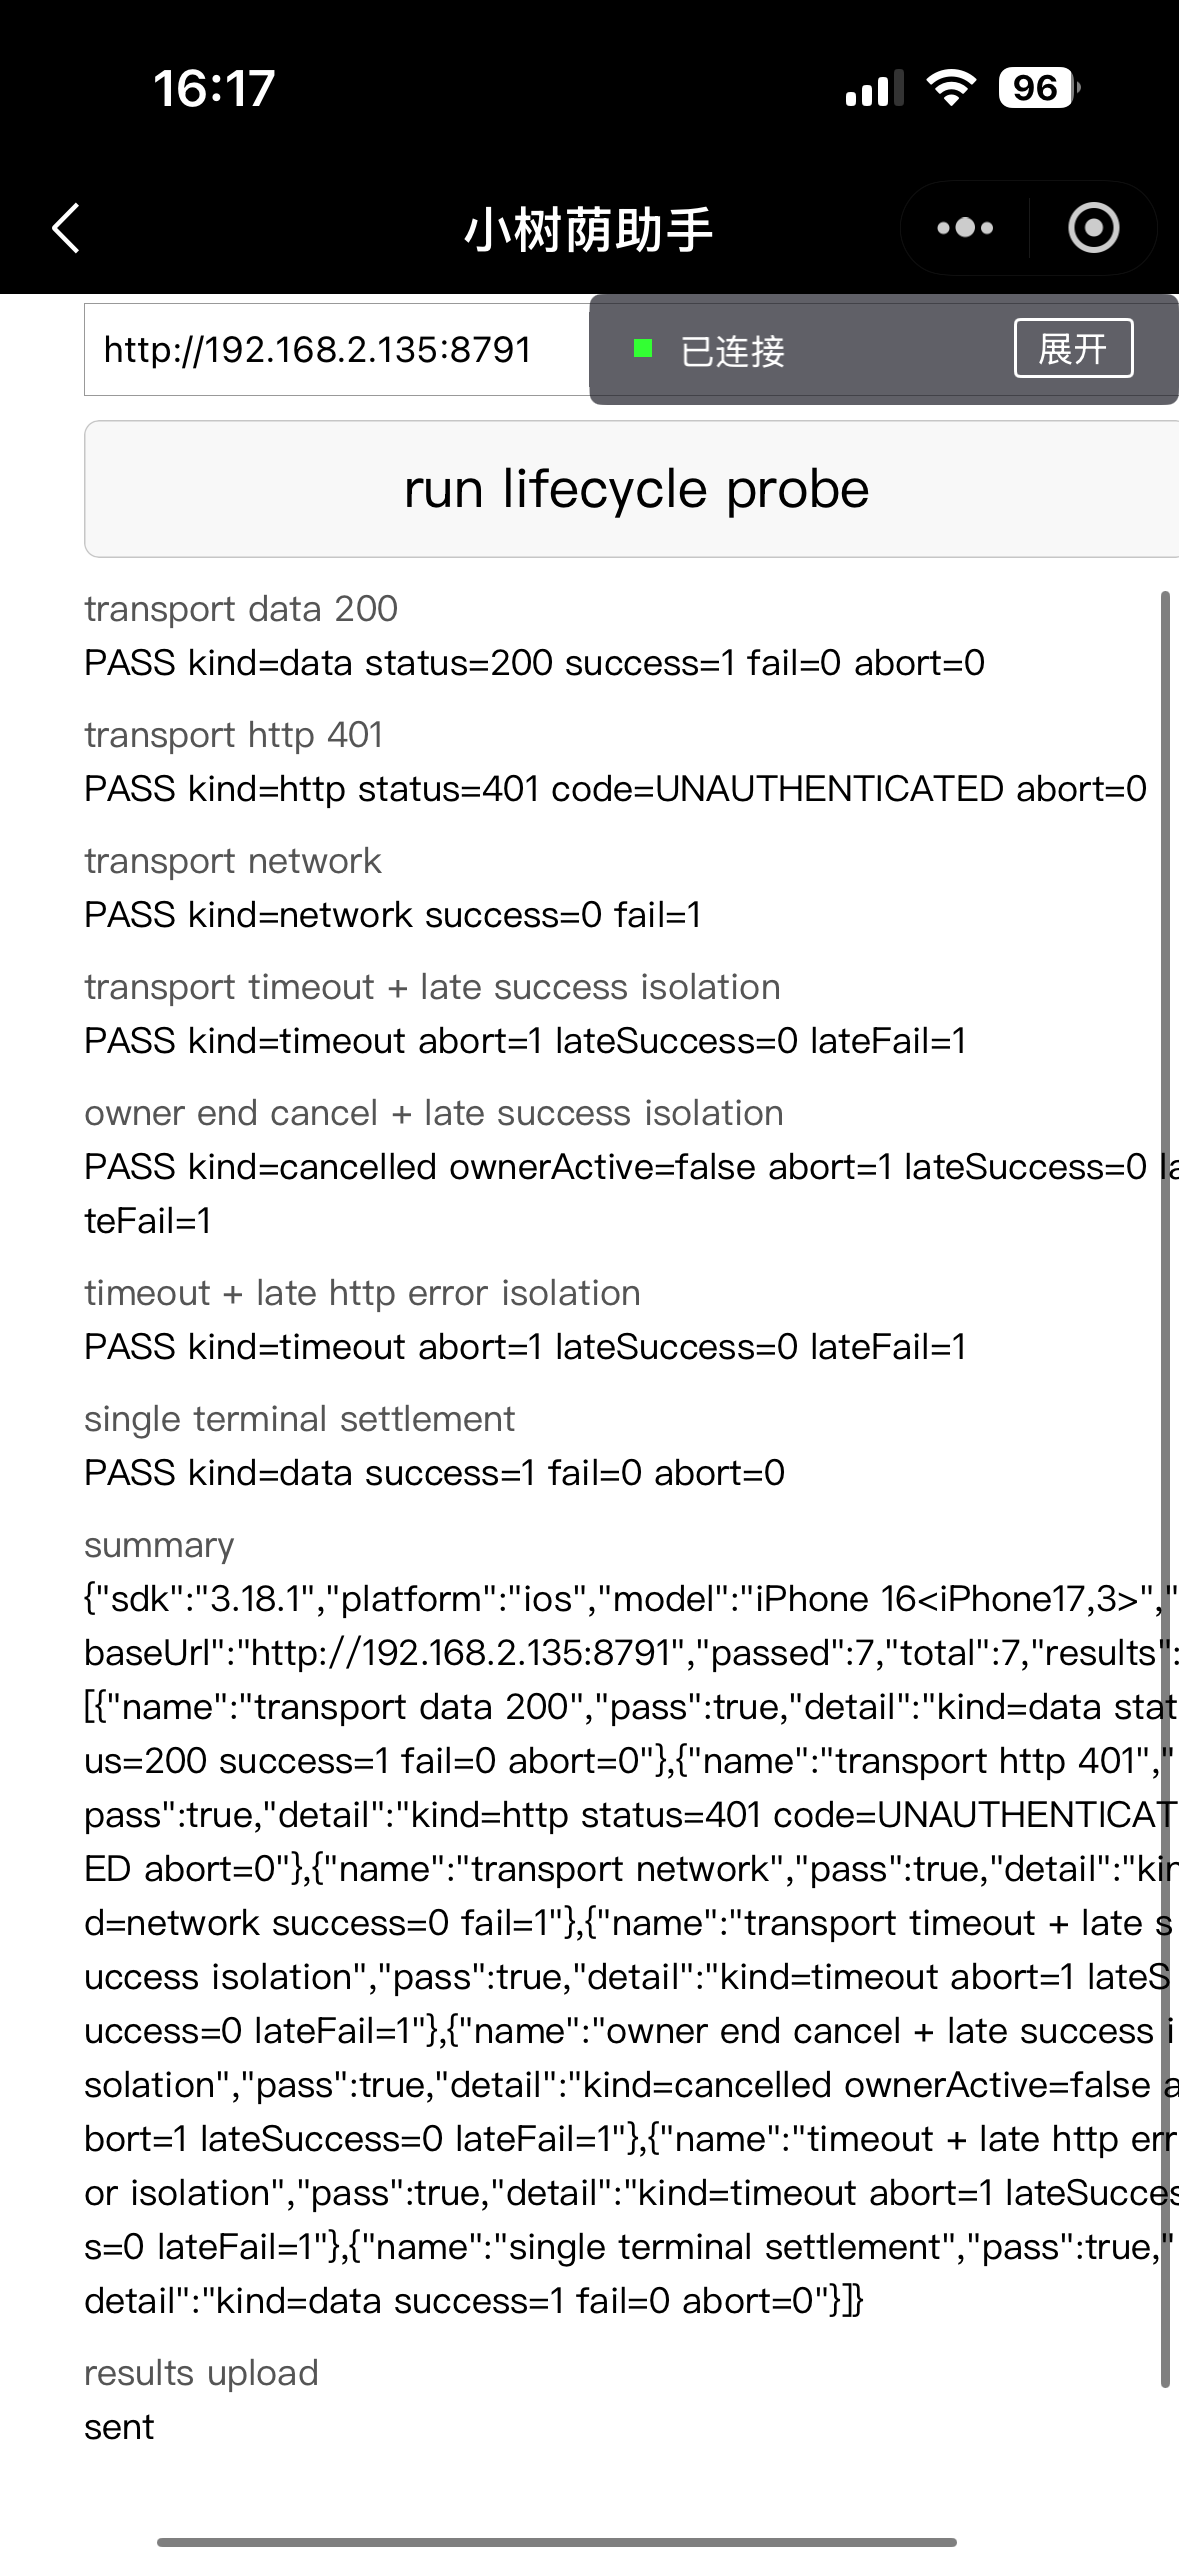 16:17
96
小树荫助手
http://192.168.2.135:8791
已连接
展开
run lifecycle probe
transport data 200
PASS kind=data status=200 success=1 fail=0 abort=0
transport http 401
PASS kind=http status=401 code=UNAUTHENTICATED abort=0
transport network
PASS kind=network success=0 fail=1
transport timeout + late success isolation
PASS kind=timeout abort=1 lateSuccess=0 lateFail=1
owner end cancel + late success isolation
PASS kind=cancelled ownerActive=false abort=1 lateSuccess=0 la
teFail=1
timeout + late http error isolation
PASS kind=timeout abort=1 lateSuccess=0 lateFail=1
single terminal settlement
PASS kind=data success=1 fail=0 abort=0
summary
{"sdk":"3.18.1","platform":"ios","model":"iPhone 16<iPhone17,3>","
baseUrl":"http://192.168.2.135:8791","passed":7,"total":7,"results":
[{"name":"transport data 200","pass":true,"detail":"kind=data stat
us=200 success=1 fail=0 abort=0"},{"name":"transport http 401","
pass":true,"detail":"kind=http status=401 code=UNAUTHENTICAT
ED abort=0"},{"name":"transport network","pass":true,"detail":"kin
d=network success=0 fail=1"},{"name":"transport timeout + late s
uccess isolation","pass":true,"detail":"kind=timeout abort=1 lateS
uccess=0 lateFail=1"},{"name":"owner end cancel + late success i
solation","pass":true,"detail":"kind=cancelled ownerActive=false a
bort=1 lateSuccess=0 lateFail=1"},{"name":"timeout + late http err
or isolation","pass":true,"detail":"kind=timeout abort=1 lateSucces
s=0 lateFail=1"},{"name":"single terminal settlement","pass":true,"
detail":"kind=data success=1 fail=0 abort=0"}]}
results upload
sent